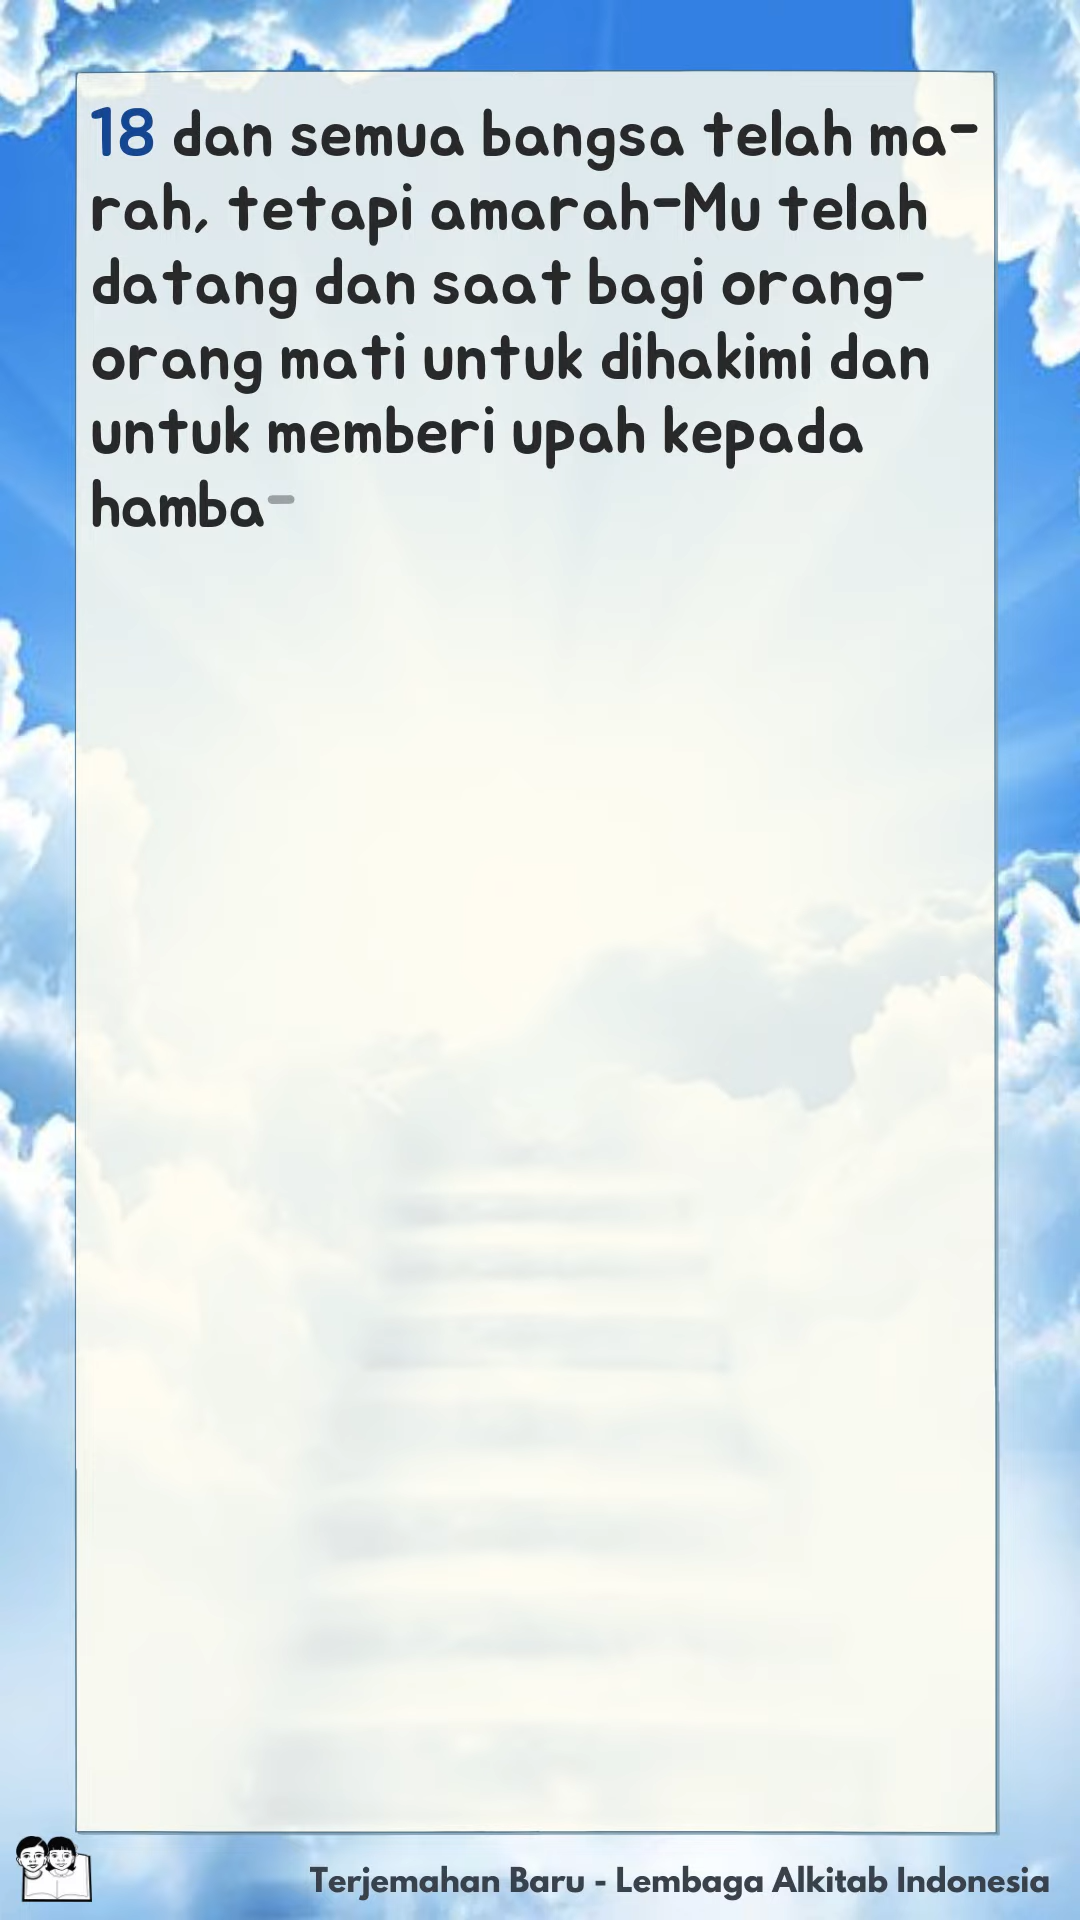 18 dan semua bangsa telah ma-
rah, tetapi amarah-Mu telah
datang dan saat bagi orang-
orang mati untuk dihakimi dan
untuk memberi upah kepada
hamba-
Terjemahan Baru - Lembaga Alkitab Indonesia